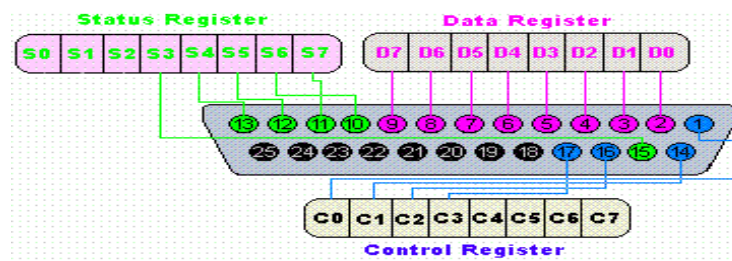 Status Register Data Register
S0 S1 S2 S3 S4 S5 S6 S7 D7 D6 D5 D4 D3 D2 D1 D0
13 12 11 10 9 8 7 6 5 4 3 2 1
25 24 23 22 21 20 19 18 17 16 15 14
C0 C1 C2 C3 C4 C5 C6 C7
Control Register